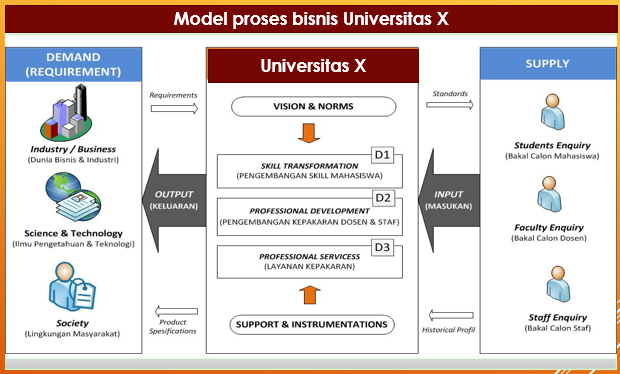 Model proses bisnis Universitas X
DEMAND
(REQUIREMENT)
Industry / Business
(Dunia Bisnis & Industri)
Science & Technology
(Ilmu Pengetahuan & Teknologi)
Society
(Lingkungan Masyarakat)
Requirements
OUTPUT
(KELUARAN)
Product
Spesifications
Universitas X
VISION & NORMS
D1
SKILL TRANSFORMATION
(PENGEMBANGAN SKILL MAHASISWA)
D2
PROFESSIONAL DEVELOPMENT
(PENGEMBANGAN KEPAKARAN DOSEN & STAF)
D3
PROFESSIONAL SERVICESS
(LAYANAN KEPAKARAN)
SUPPORT & INSTRUMENTATIONS
Standards
INPUT
(MASUKAN)
Historical Profil
SUPPLY
Students Enquiry
(Bakal Calon Mahasiswa)
Faculty Enquiry
(Bakal Calon Dosen)
Staff Enquiry
(Bakal Calon Staf)